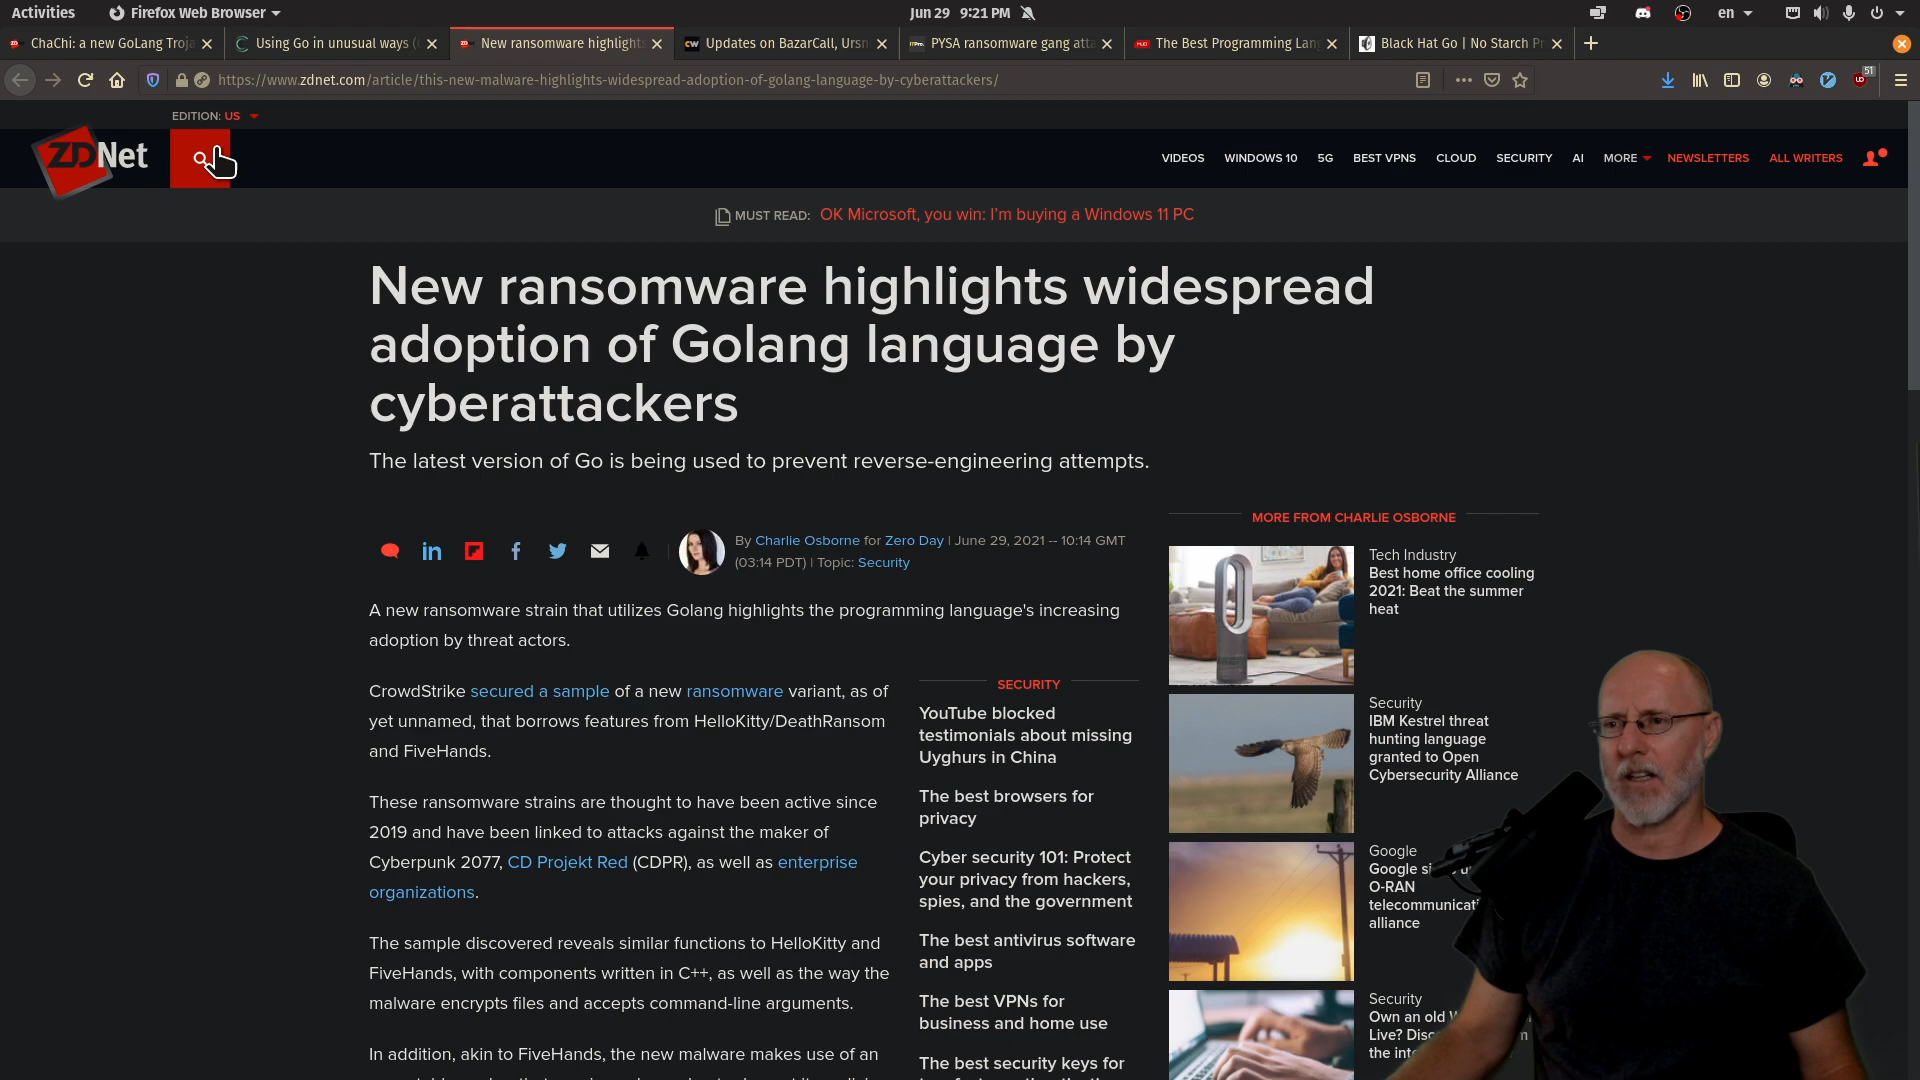 Activities
Firefox Web Browser
Jun 29 9:21 PM
en
ChaChi: a new GoLang Troja
Using Go in unusual ways (
New ransomware highlights
Updates on BazarCall, Ursn
PYSA ransomware gang atta
The Best Programming Lan
Black Hat Go | No Starch Pr
https://www.zdnet.com/article/this-new-malware-highlights-widespread-adoption-of-golang-language-by-cyberattackers/
51
EDITION: US
ZDNet
VIDEOS
WINDOWS 10
5G
BEST VPNS
CLOUD
SECURITY
AI
MORE
NEWSLETTERS
ALL WRITERS
MUST READ: OK Microsoft, you win: I'm buying a Windows 11 PC
New ransomware highlights widespread
adoption of Golang language by
cyberattackers
The latest version of Go is being used to prevent reverse-engineering attempts.
By Charlie Osborne for Zero Day | June 29, 2021 -- 10:14 GMT
(03:14 PDT) | Topic: Security
A new ransomware strain that utilizes Golang highlights the programming language's increasing
adoption by threat actors.
CrowdStrike secured a sample of a new ransomware variant, as of
yet unnamed, that borrows features from HelloKitty/DeathRansom
and FiveHands.
These ransomware strains are thought to have been active since
2019 and have been linked to attacks against the maker of
Cyberpunk 2077, CD Projekt Red (CDPR), as well as enterprise
organizations.
The sample discovered reveals similar functions to HelloKitty and
FiveHands, with components written in C++, as well as the way the
malware encrypts files and accepts command-line arguments.
In addition, akin to FiveHands, the new malware makes use of an
SECURITY
YouTube blocked
testimonials about missing
Uyghurs in China
The best browsers for
privacy
Cyber security 101: Protect
your privacy from hackers,
spies, and the government
The best antivirus software
and apps
The best VPNs for
business and home use
The best security keys for
MORE FROM CHARLIE OSBORNE
Tech Industry
Best home office cooling
2021: Beat the summer
heat
Security
IBM Kestrel threat
hunting language
granted to Open
Cybersecurity Alliance
Google
Google si
O-RAN
telecommunicati
alliance
Security
Own an old W
Live? Disc
the int